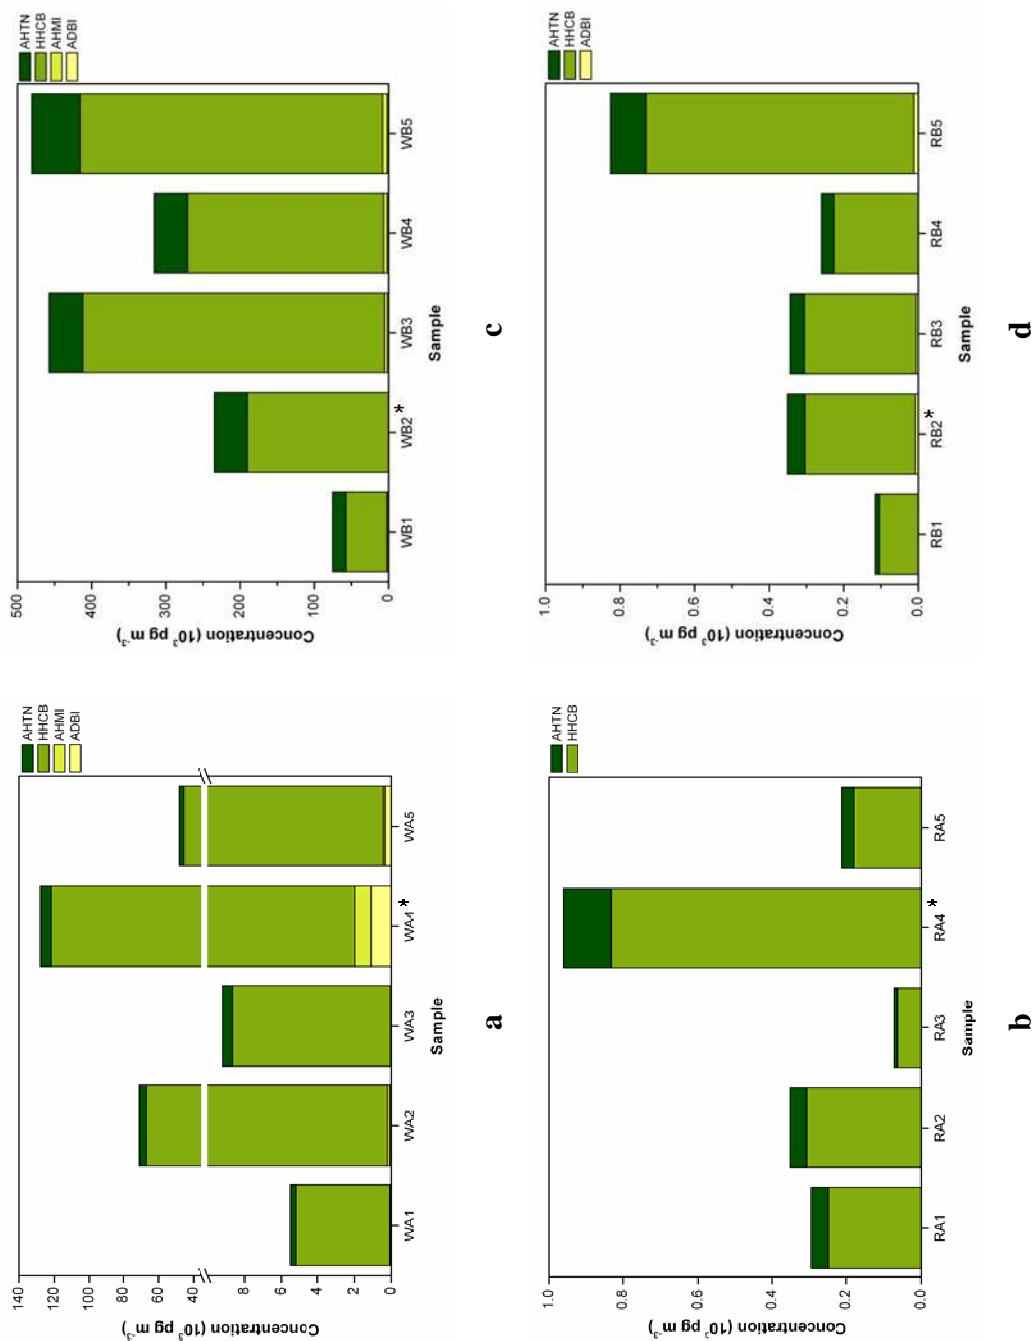 AHTN
HHCB
AHMI
ADBI
140
120
100
80
60
40
8
6
4
2
0
Concentration (10³ pg m⁻³)
WA1
WA2
WA3
WA4*
WA5
Sample
a
AHTN
HHCB
1.0
0.8
0.6
0.4
0.2
0.0
Concentration (10³ pg m⁻³)
RA1
RA2
RA3
RA4*
RA5
Sample
b
AHTN
HHCB
AHMI
ADBI
500
400
300
200
100
0
Concentration (10³ pg m⁻³)
WB1
WB2*
WB3
WB4
WB5
Sample
c
AHTN
HHCB
ADBI
1.0
0.8
0.6
0.4
0.2
0.0
Concentration (10³ pg m⁻³)
RB1
RB2*
RB3
RB4
RB5
Sample
d